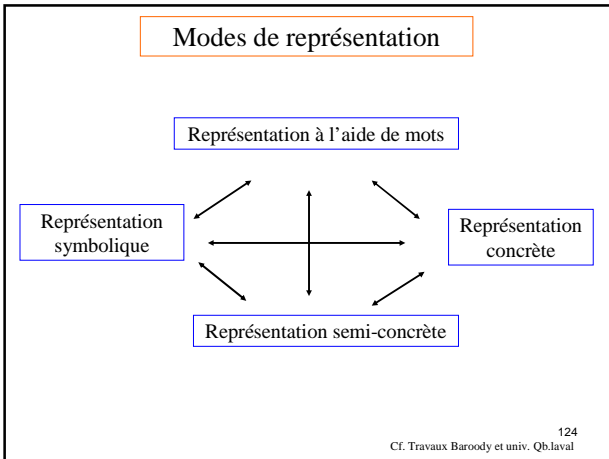 Modes de représentation
Représentation à l'aide de mots
Représentation
symbolique
Représentation
concrète
Représentation semi-concrète
124
Cf. Travaux Baroody et univ. Qb.laval